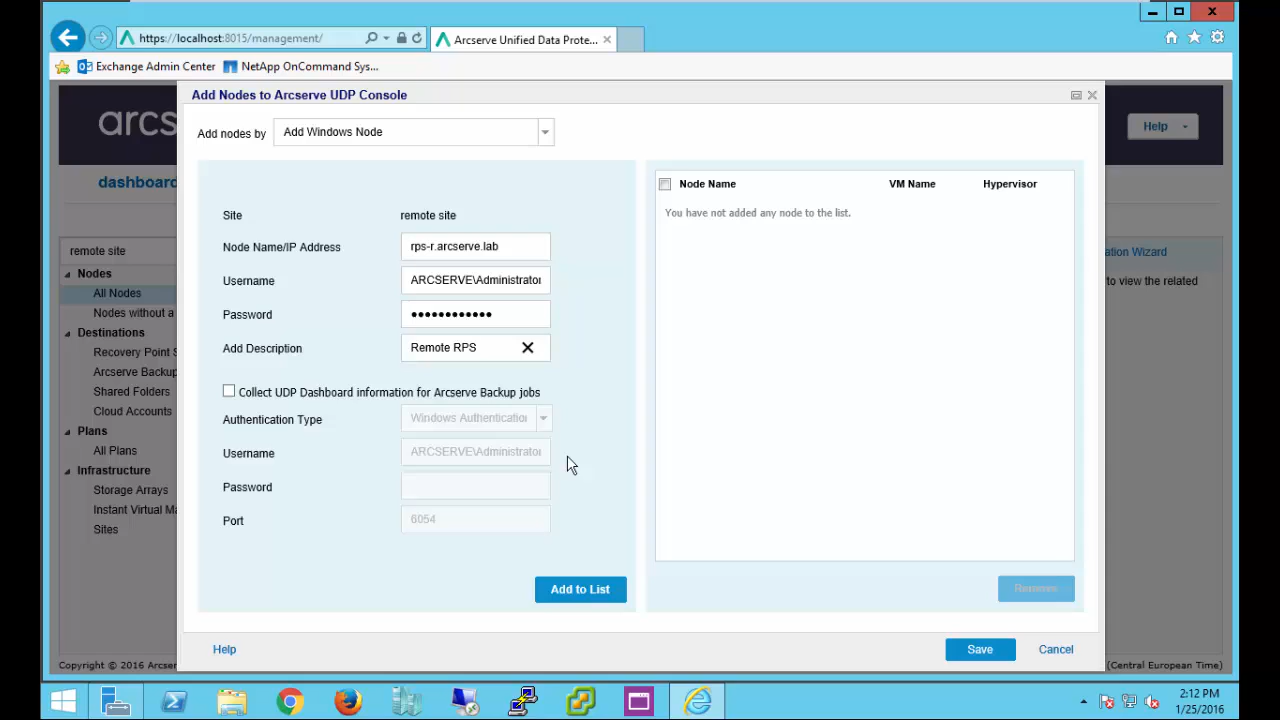 https://localhost:8015/management/
Arcserve Unified Data Prote...
Exchange Admin Center
NetApp OnCommand Sys...
Add Nodes to Arcserve UDP Console
arcs
Help
Add nodes by
Add Windows Node
dashboard
Node Name
VM Name
Hypervisor
You have not added any node to the list.
Site
remote site
Node Name/IP Address
rps-r.arcserve.lab
Username
ARCSERVE\Administrator
Password
●●●●●●●●●●●●
Add Description
Remote RPS
Collect UDP Dashboard information for Arcserve Backup jobs
Authentication Type
Windows Authentication
Username
ARCSERVE\Administrator
Password
Port
6054
Add to List
Remove
Help
Save
Cancel
remote site
Nodes
All Nodes
Nodes without a
Destinations
Recovery Point S
Arcserve Backup
Shared Folders
Cloud Accounts
Plans
All Plans
Infrastructure
Storage Arrays
Instant Virtual Ma
Sites
ation Wizard
to view the related
Copyright © 2016 Arcser
(Central European Time)
2:12 PM
1/25/2016